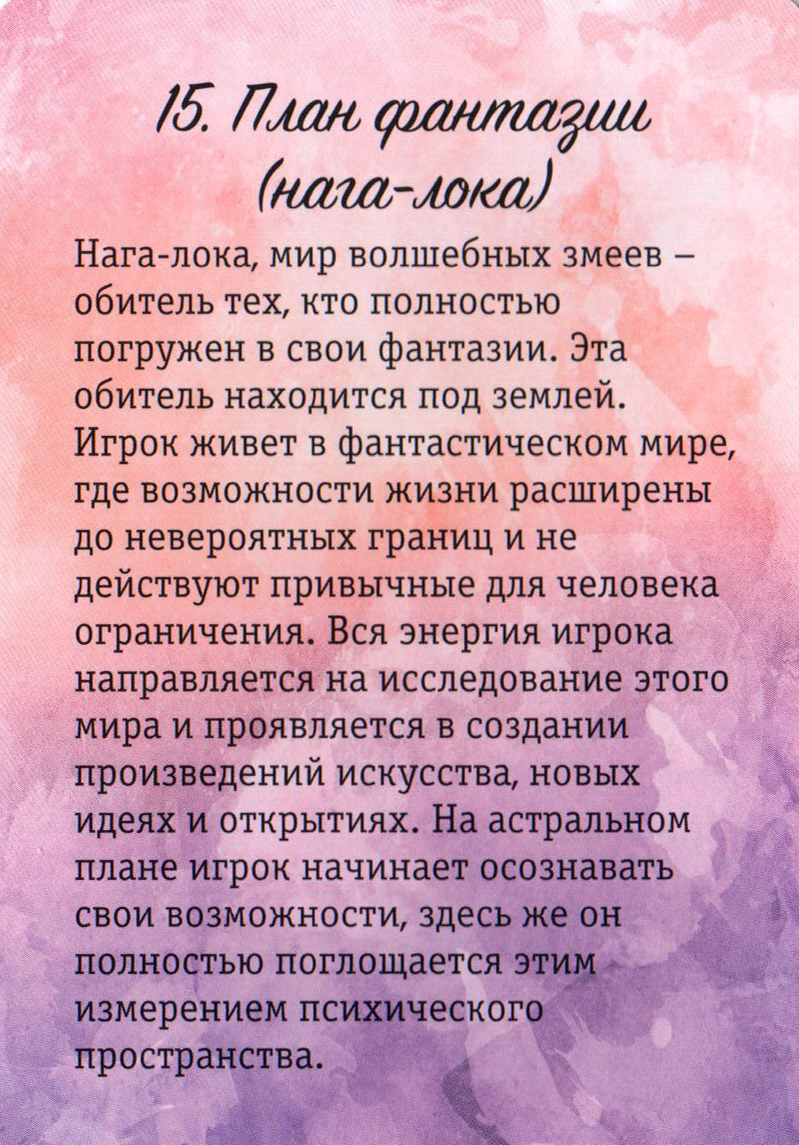 15. План фантазии
(нага-лока)
Нага-лока, мир волшебных змеев –
обитель тех, кто полностью
погружен в свои фантазии. Эта
обитель находится под землей.
Игрок живет в фантастическом мире,
где возможности жизни расширены
до невероятных границ и не
действуют привычные для человека
ограничения. Вся энергия игрока
направляется на исследование этого
мира и проявляется в создании
произведений искусства, новых
идеях и открытиях. На астральном
плане игрок начинает осознавать
свои возможности, здесь же он
полностью поглощается этим
измерением психического
пространства.